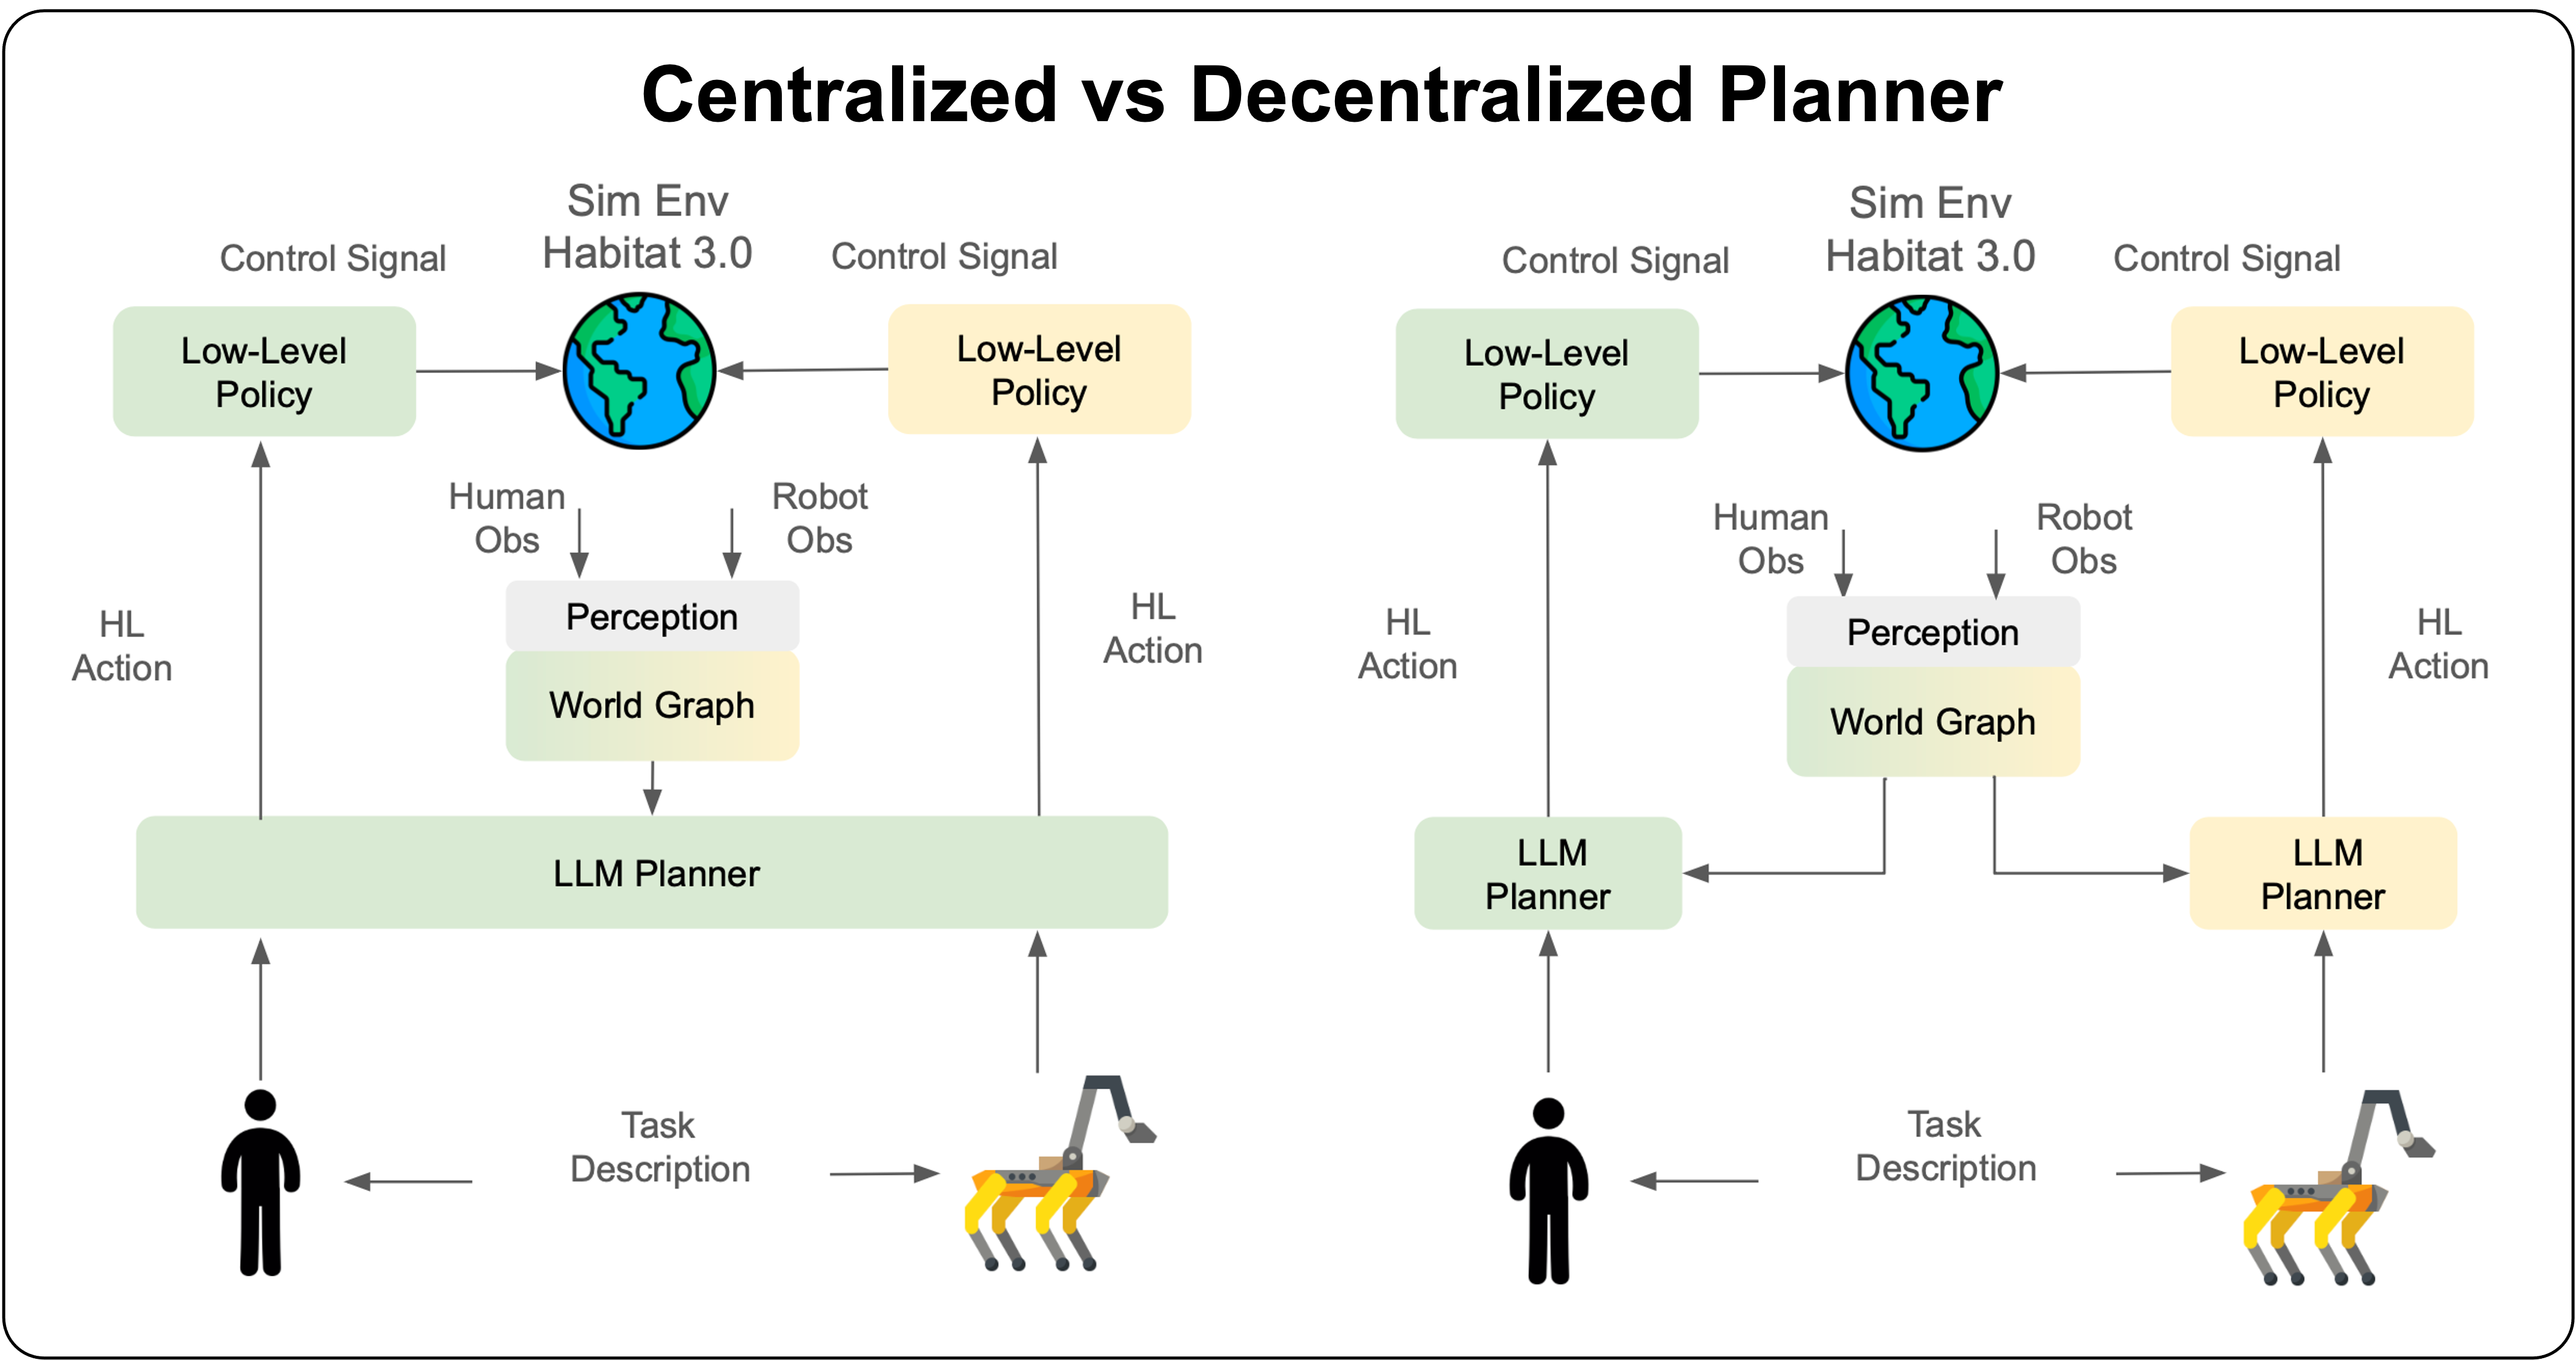 Centralized vs Decentralized Planner
Sim Env
Habitat 3.0
Control Signal
Control Signal
Low-Level
Policy
Low-Level
Policy
Human
Obs
Robot
Obs
Perception
World Graph
HL
Action
HL
Action
LLM Planner
Task
Description
Sim Env
Habitat 3.0
Control Signal
Control Signal
Low-Level
Policy
Low-Level
Policy
Human
Obs
Robot
Obs
Perception
World Graph
HL
Action
HL
Action
LLM
Planner
LLM
Planner
Task
Description